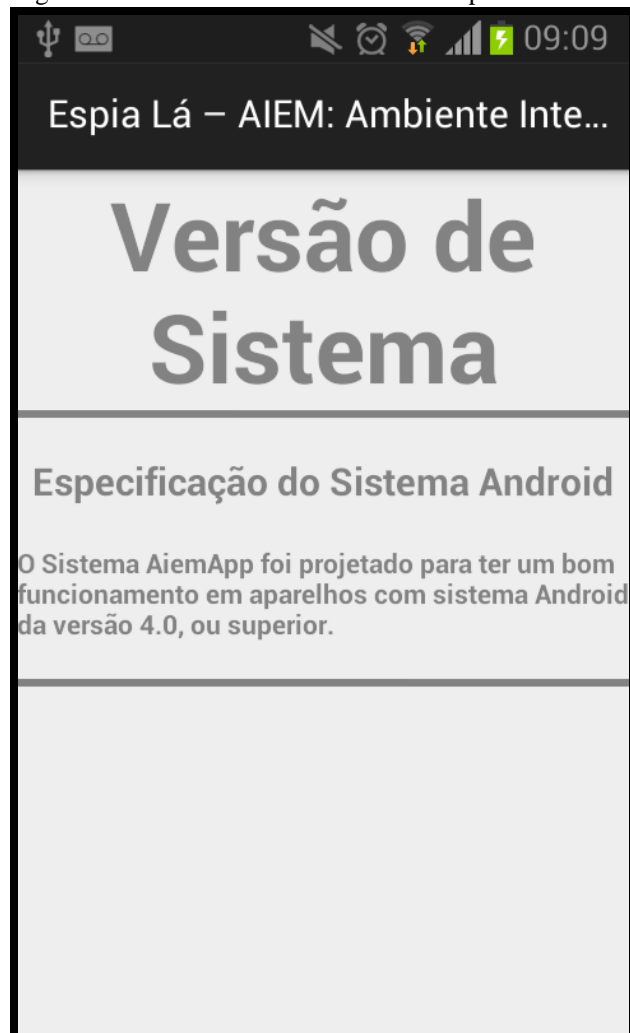 09:09
Espia Lá – AIEM: Ambiente Inte...
Versão de
Sistema
Especificação do Sistema Android
O Sistema AiemApp foi projetado para ter um bom
funcionamento em aparelhos com sistema Android
da versão 4.0, ou superior.